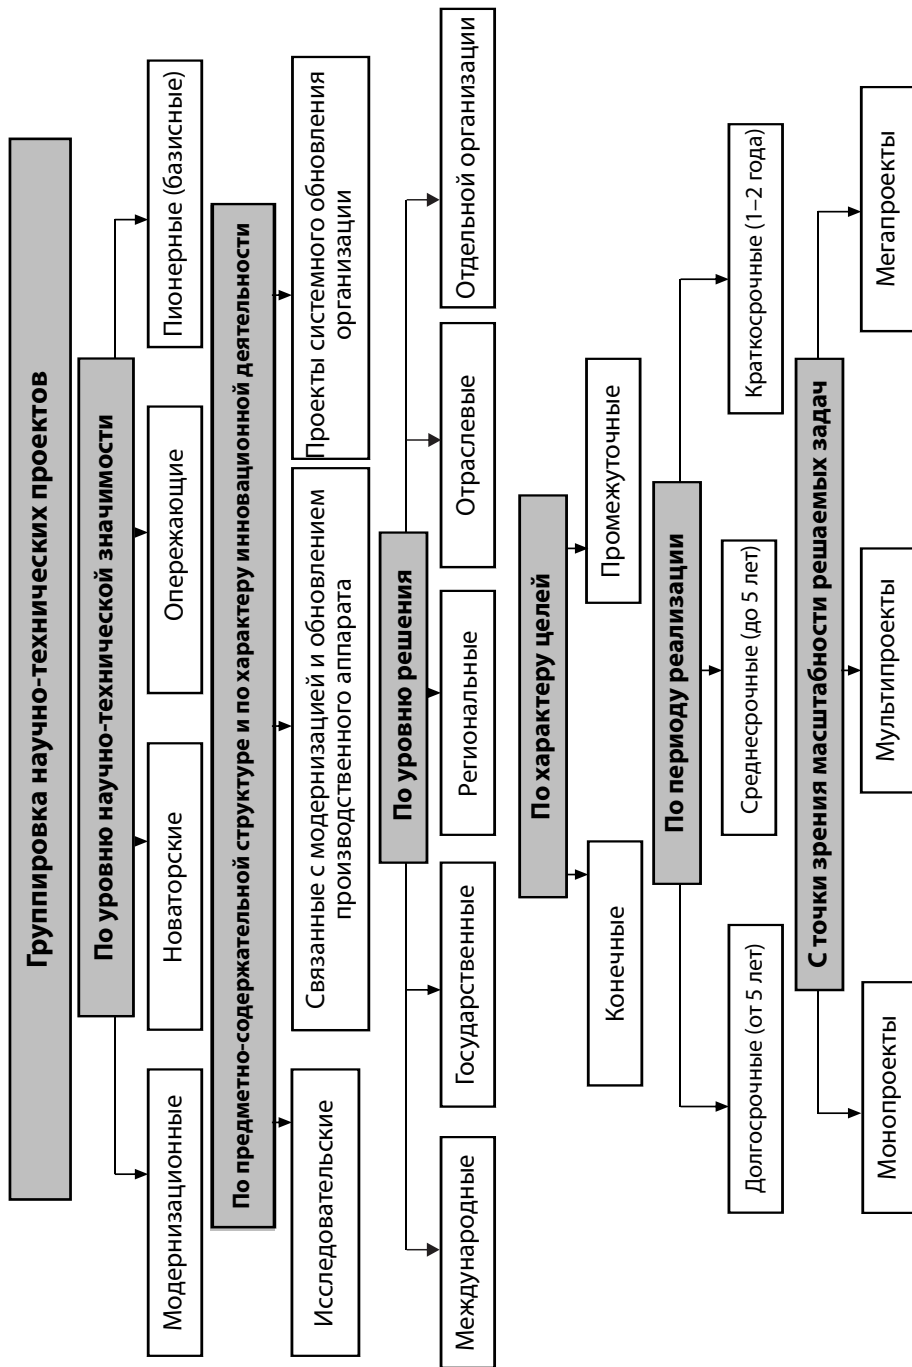 Группировка научно-технических проектов
По уровню научно-технической значимости
Модернизационные
Новаторские
Опережающие
Пионерные (базисные)
По предметно-содержательной структуре и по характеру инновационной деятельности
Исследовательские
Связанные с модернизацией и обновлением
производственного аппарата
Проекты системного обновления
организации
По уровню решения
Международные
Государственные
Региональные
Отраслевые
Отдельной организации
По характеру целей
Конечные
Промежуточные
По периоду реализации
Долгосрочные (от 5 лет)
Среднесрочные (до 5 лет)
Краткосрочные (1–2 года)
С точки зрения масштабности решаемых задач
Монопроекты
Мультипроекты
Мегапроекты